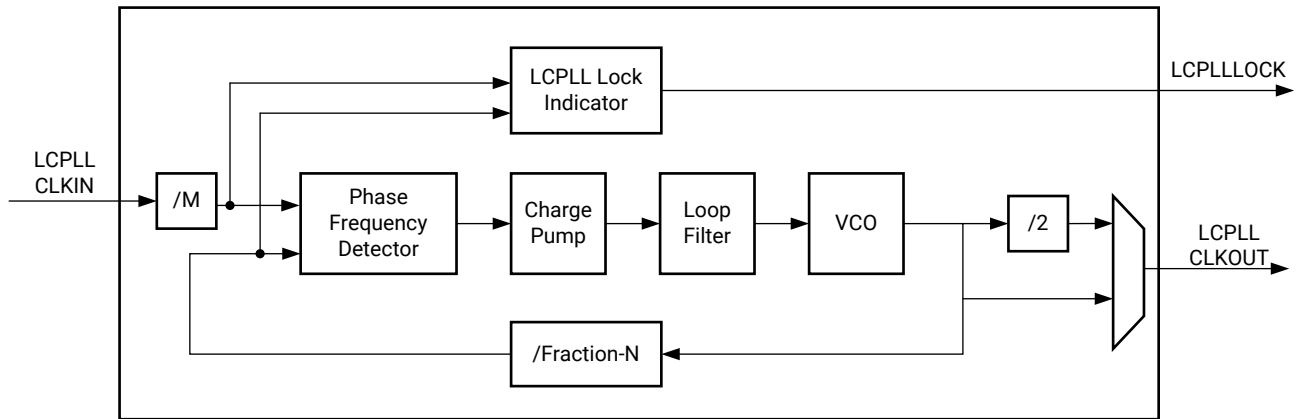 LCPLL Lock
Indicator
LCPLLLOCK
LCPLL
CLKIN
/M
Phase
Frequency
Detector
Charge
Pump
Loop
Filter
VCO
/2
LCPLL
CLKOUT
/Fraction-N